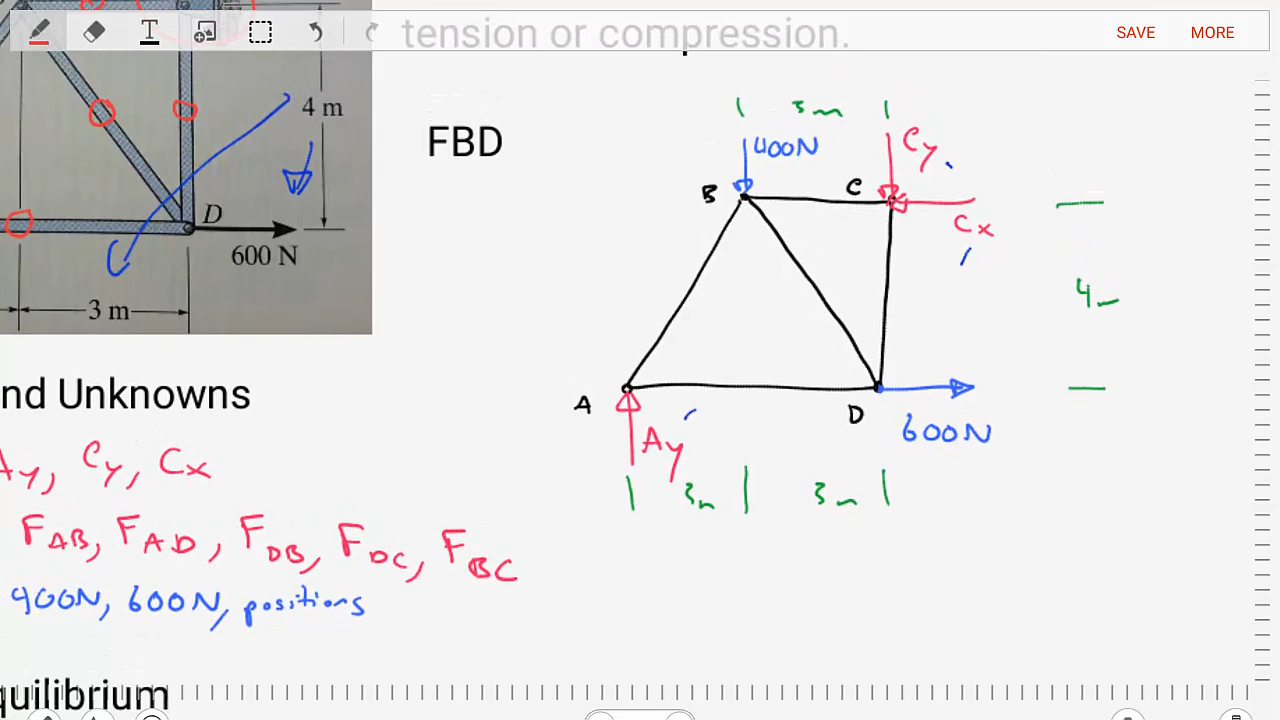 T
SAVE
MORE
tension or compression.
4 m
D
600 N
3 m
FBD
3m
400N
Cy
B
C
Cx
4m
A
D
600N
Ay
3m
3m
nd Unknowns
Ay, Cy, Cx
FAB, FAD, FDB, FDC, FBC
400N, 600N, positions
quilibrium